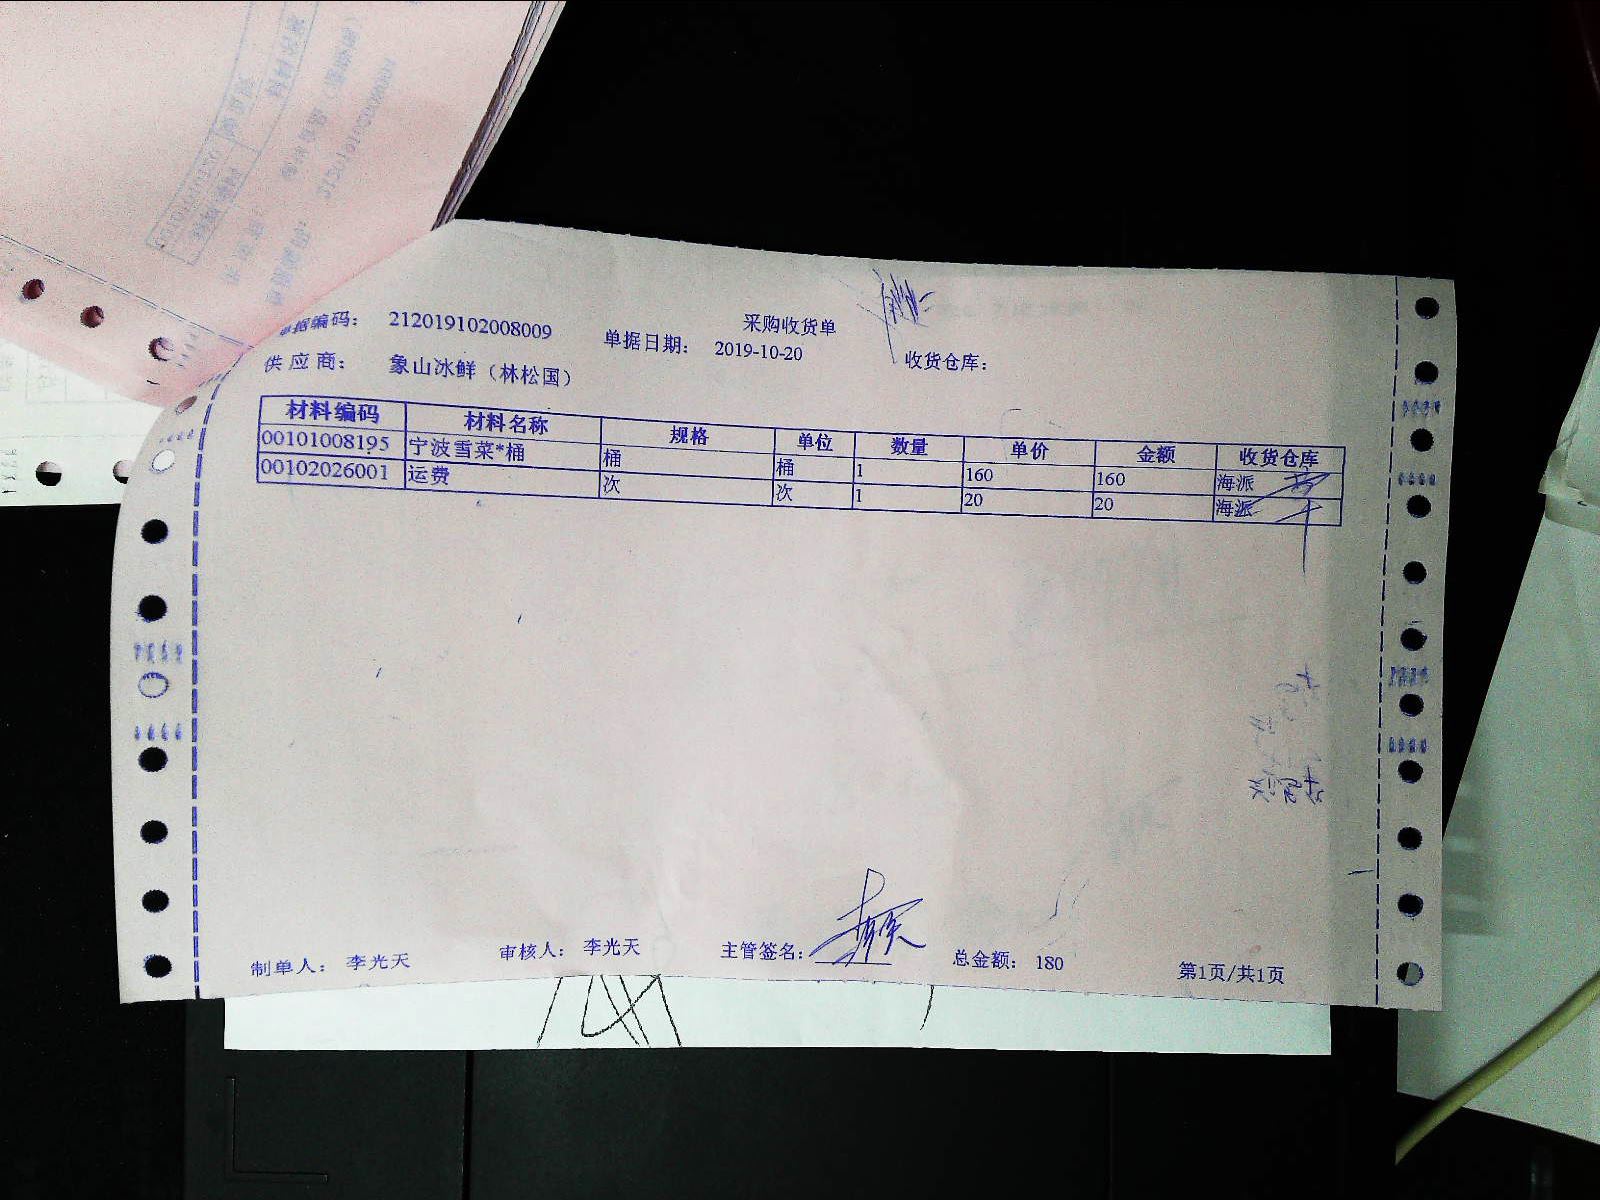 采购收货单
单据编码： 212019102008009 单据日期： 2019-10-20 收货仓库：
供应商： 象山冰鲜（林松国）
材料编码 材料名称 规格 单位 数量 单价 金额 收货仓库
00101008195 宁波雪菜*桶 桶 桶 1 160 160 海派
00102026001 运费 次 次 1 20 20 海派
制单人： 李光天 审核人： 李光天 主管签名： 总金额： 180 第1页/共1页